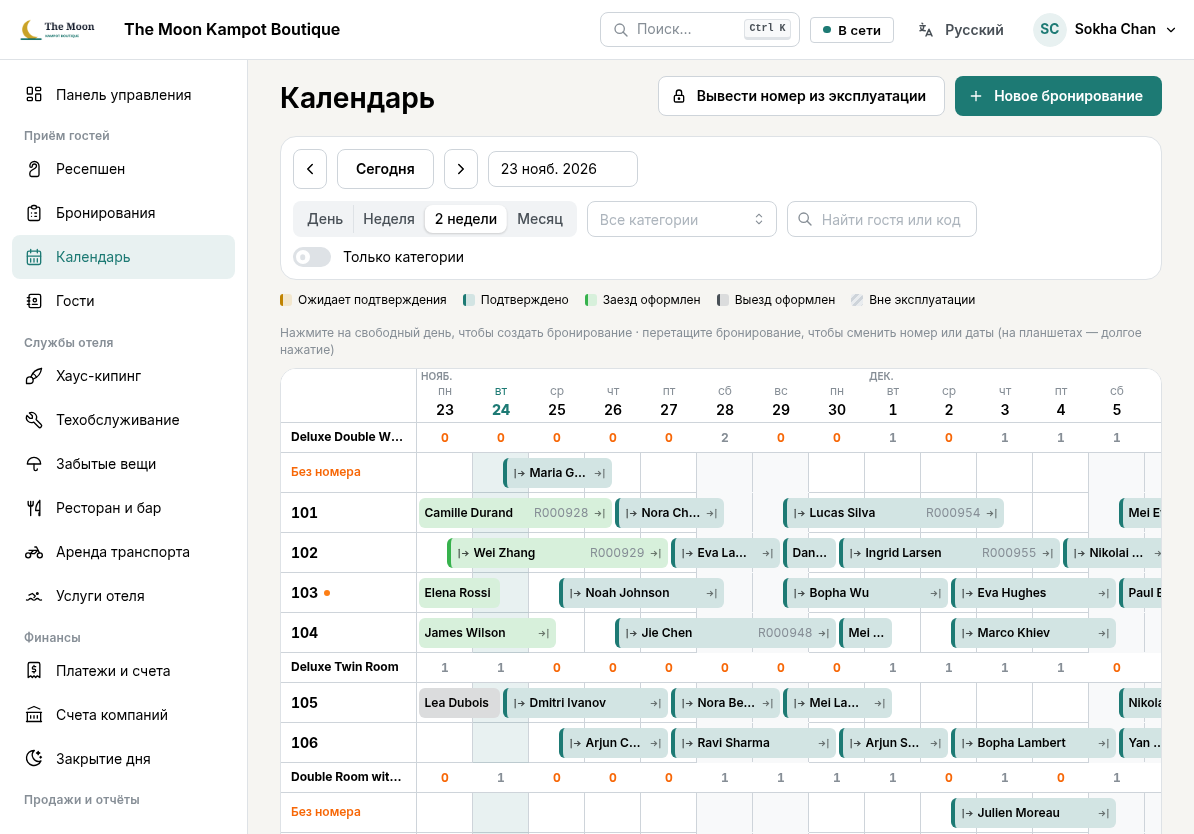 The Moon
KAMPOT BOUTIQUE
The Moon Kampot Boutique
Поиск...
Ctrl K
В сети
Русский
SC
Sokha Chan
Панель управления
Приём гостей
Ресепшен
Бронирования
Календарь
Гости
Службы отеля
Хаус-кипинг
Техобслуживание
Забытые вещи
Ресторан и бар
Аренда транспорта
Услуги отеля
Финансы
Платежи и счета
Счета компаний
Закрытие дня
Продажи и отчёты
Календарь
Вывести номер из эксплуатации
Новое бронирование
Сегодня
23 нояб. 2026
День Неделя 2 недели Месяц
Все категории
Найти гостя или код
Только категории
Ожидает подтверждения Подтверждено Заезд оформлен Выезд оформлен Вне эксплуатации
Нажмите на свободный день, чтобы создать бронирование · перетащите бронирование, чтобы сменить номер или даты (на планшетах — долгое
нажатие)
НОЯБ. ДЕК.
пн вт ср чт пт сб вс пн вт ср чт пт сб
23 24 25 26 27 28 29 30 1 2 3 4 5
Deluxe Double W... 0 0 0 0 0 2 0 0 1 0 1 1 1
Без номера Maria G...
101 Camille Durand R000928 Nora Ch... Lucas Silva R000954 Mei E
102 Wei Zhang R000929 Eva La... Dan... Ingrid Larsen R000955 Nikolai ...
103 Elena Rossi Noah Johnson Bopha Wu Eva Hughes Paul B
104 James Wilson Jie Chen R000948 Mei ... Marco Khiev
Deluxe Twin Room 1 1 0 0 0 0 0 0 1 1 1 1 0
105 Lea Dubois Dmitri Ivanov Nora Be... Mei La... Nikola
106 Arjun C... Ravi Sharma Arjun S... Bopha Lambert Yan ...
Double Room wit... 0 1 0 0 0 1 1 1 1 0 1 0 1
Без номера Julien Moreau